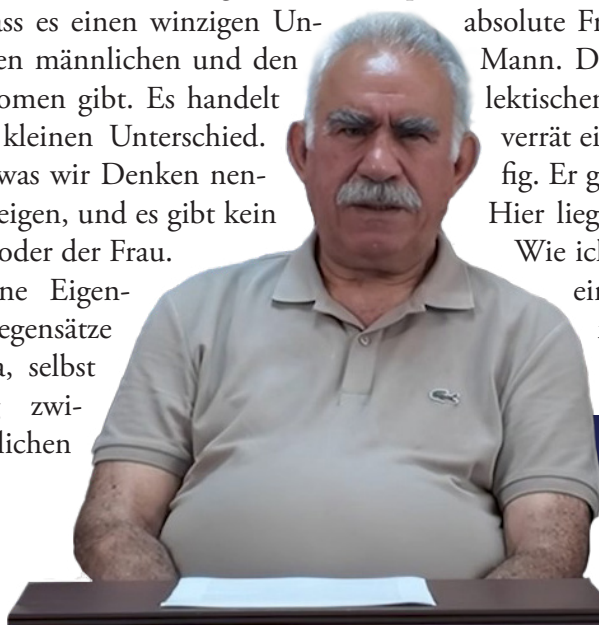 ass es einen winzigen Un-
en männlichen und den
omen gibt. Es handelt
kleinen Unterschied.
was wir Denken nen-
eigen, und es gibt kein
oder der Frau.
ne Eigen-
egensätze
a, selbst
zwi-
lichen
absolute Fr
Mann. D
lektischen
verrät ei
fig. Er g
Hier lieg
Wie ich
ein